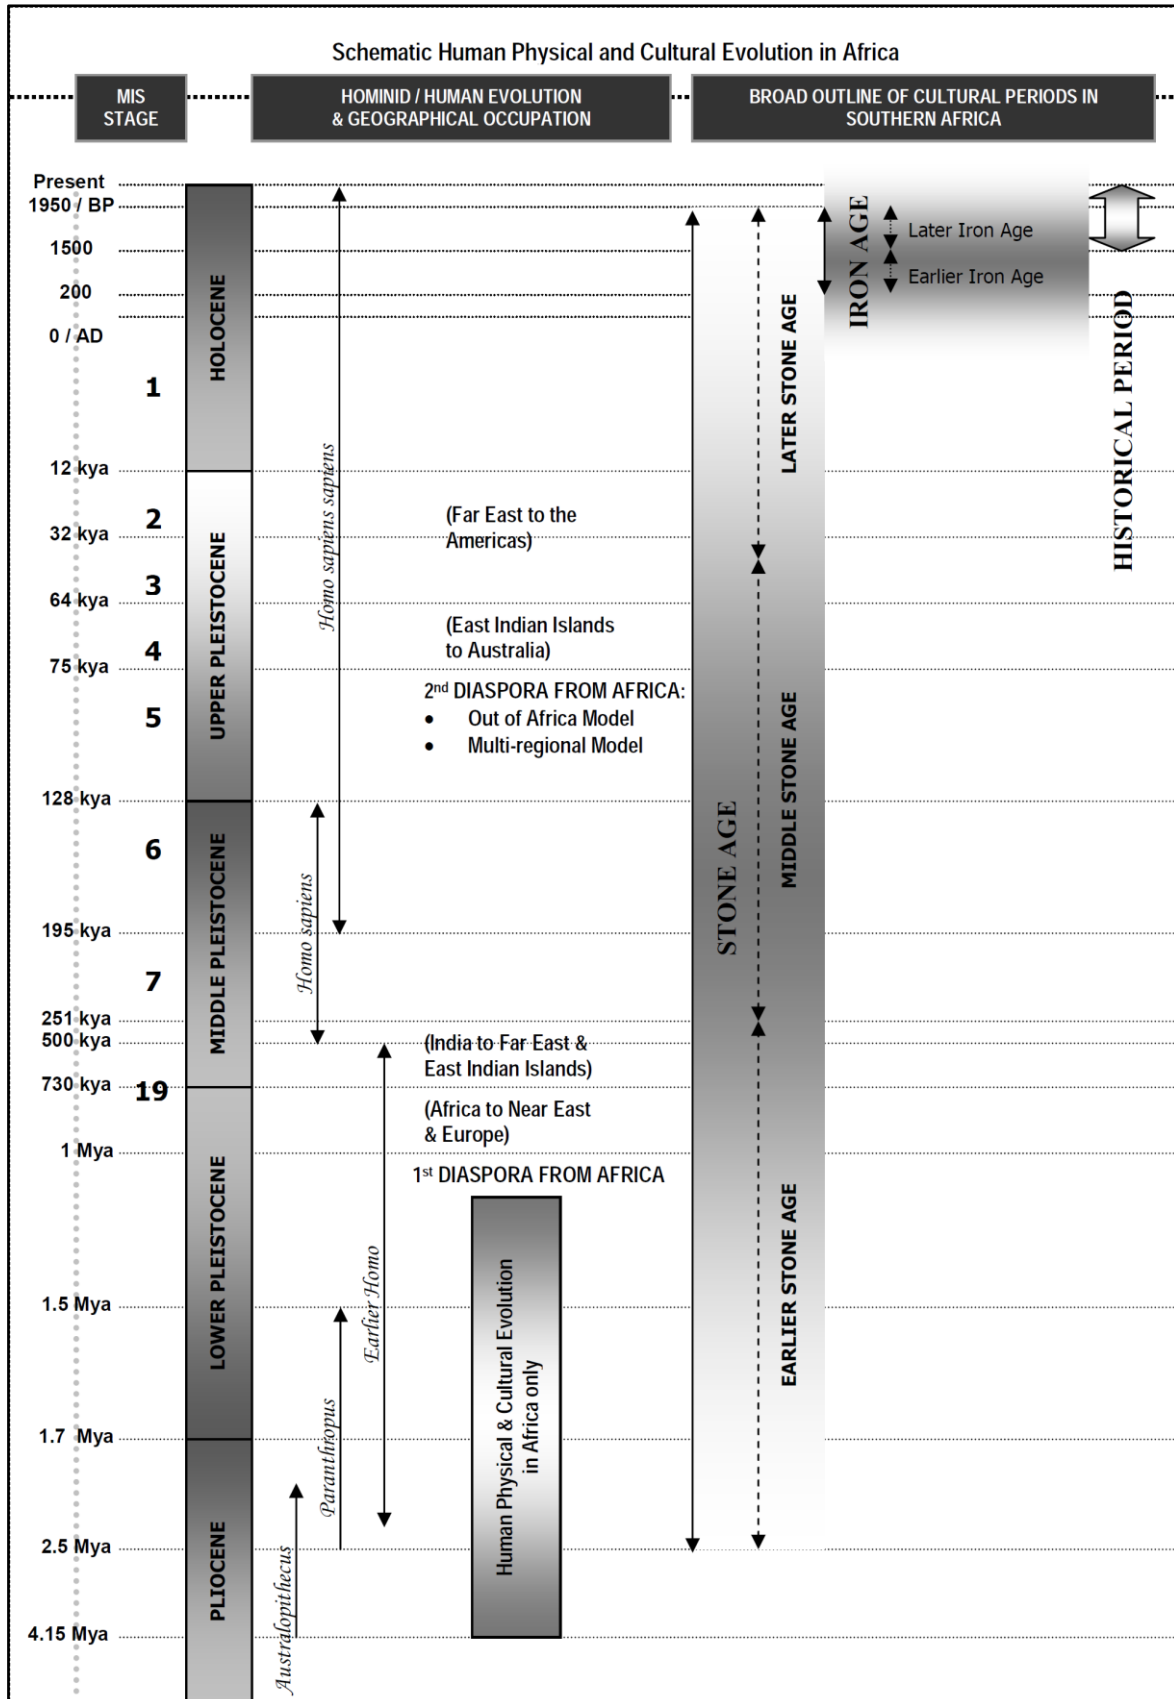 Schematic Human Physical and Cultural Evolution in Africa
MIS
STAGE
HOMINID / HUMAN EVOLUTION
& GEOGRAPHICAL OCCUPATION
BROAD OUTLINE OF CULTURAL PERIODS IN
SOUTHERN AFRICA
Present
1950 / BP
1500
200
0 / AD
1
12 kya
2
32 kya
3
64 kya
4
75 kya
5
128 kya
6
195 kya
7
251 kya
500 kya
730 kya
19
1 Mya
1.5 Mya
1.7 Mya
2.5 Mya
4.15 Mya
HOLOCENE
UPPER PLEISTOCENE
MIDDLE PLEISTOCENE
LOWER PLEISTOCENE
PLIOCENE
Homo sapiens sapiens
Homo sapiens
Earlier Homo
Paranthropus
Australopithecus
(Far East to the
Americas)
(East Indian Islands
to Australia)
2nd DIASPORA FROM AFRICA:
• Out of Africa Model
• Multi-regional Model
(India to Far East &
East Indian Islands)
(Africa to Near East
& Europe)
1st DIASPORA FROM AFRICA
Human Physical & Cultural Evolution
in Africa only
STONE AGE
LATER STONE AGE
MIDDLE STONE AGE
EARLIER STONE AGE
IRON AGE
Later Iron Age
Earlier Iron Age
HISTORICAL PERIOD